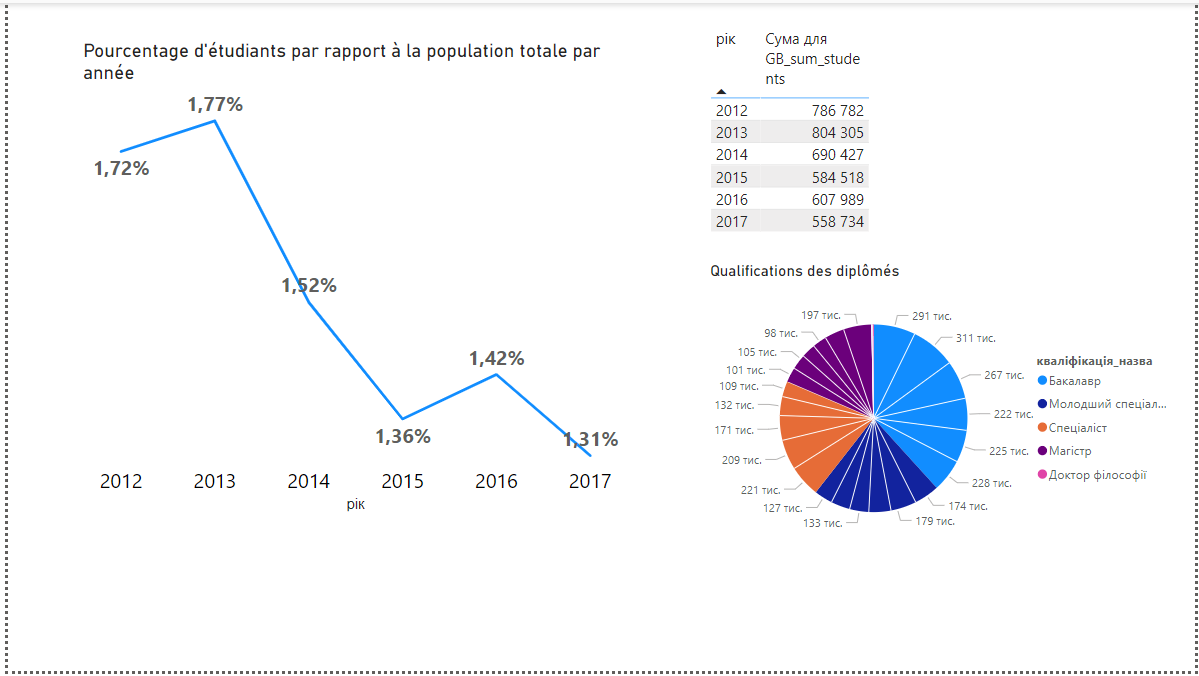 Pourcentage d'étudiants par rapport à la population totale par
année
1,72%
1,77%
1,52%
1,36%
1,42%
1,31%
2012 2013 2014 2015 2016 2017
рік
рік Сума для
GB_sum_stude
nts
2012 786 782
2013 804 305
2014 690 427
2015 584 518
2016 607 989
2017 558 734
Qualifications des diplômés
291 тис.
311 тис.
267 тис.
222 тис.
225 тис.
228 тис.
174 тис.
179 тис.
133 тис.
127 тис.
221 тис.
209 тис.
171 тис.
132 тис.
109 тис.
101 тис.
105 тис.
98 тис.
197 тис.
кваліфікація_назва
Бакалавр
Молодший спеціал...
Спеціаліст
Магістр
Доктор філософії